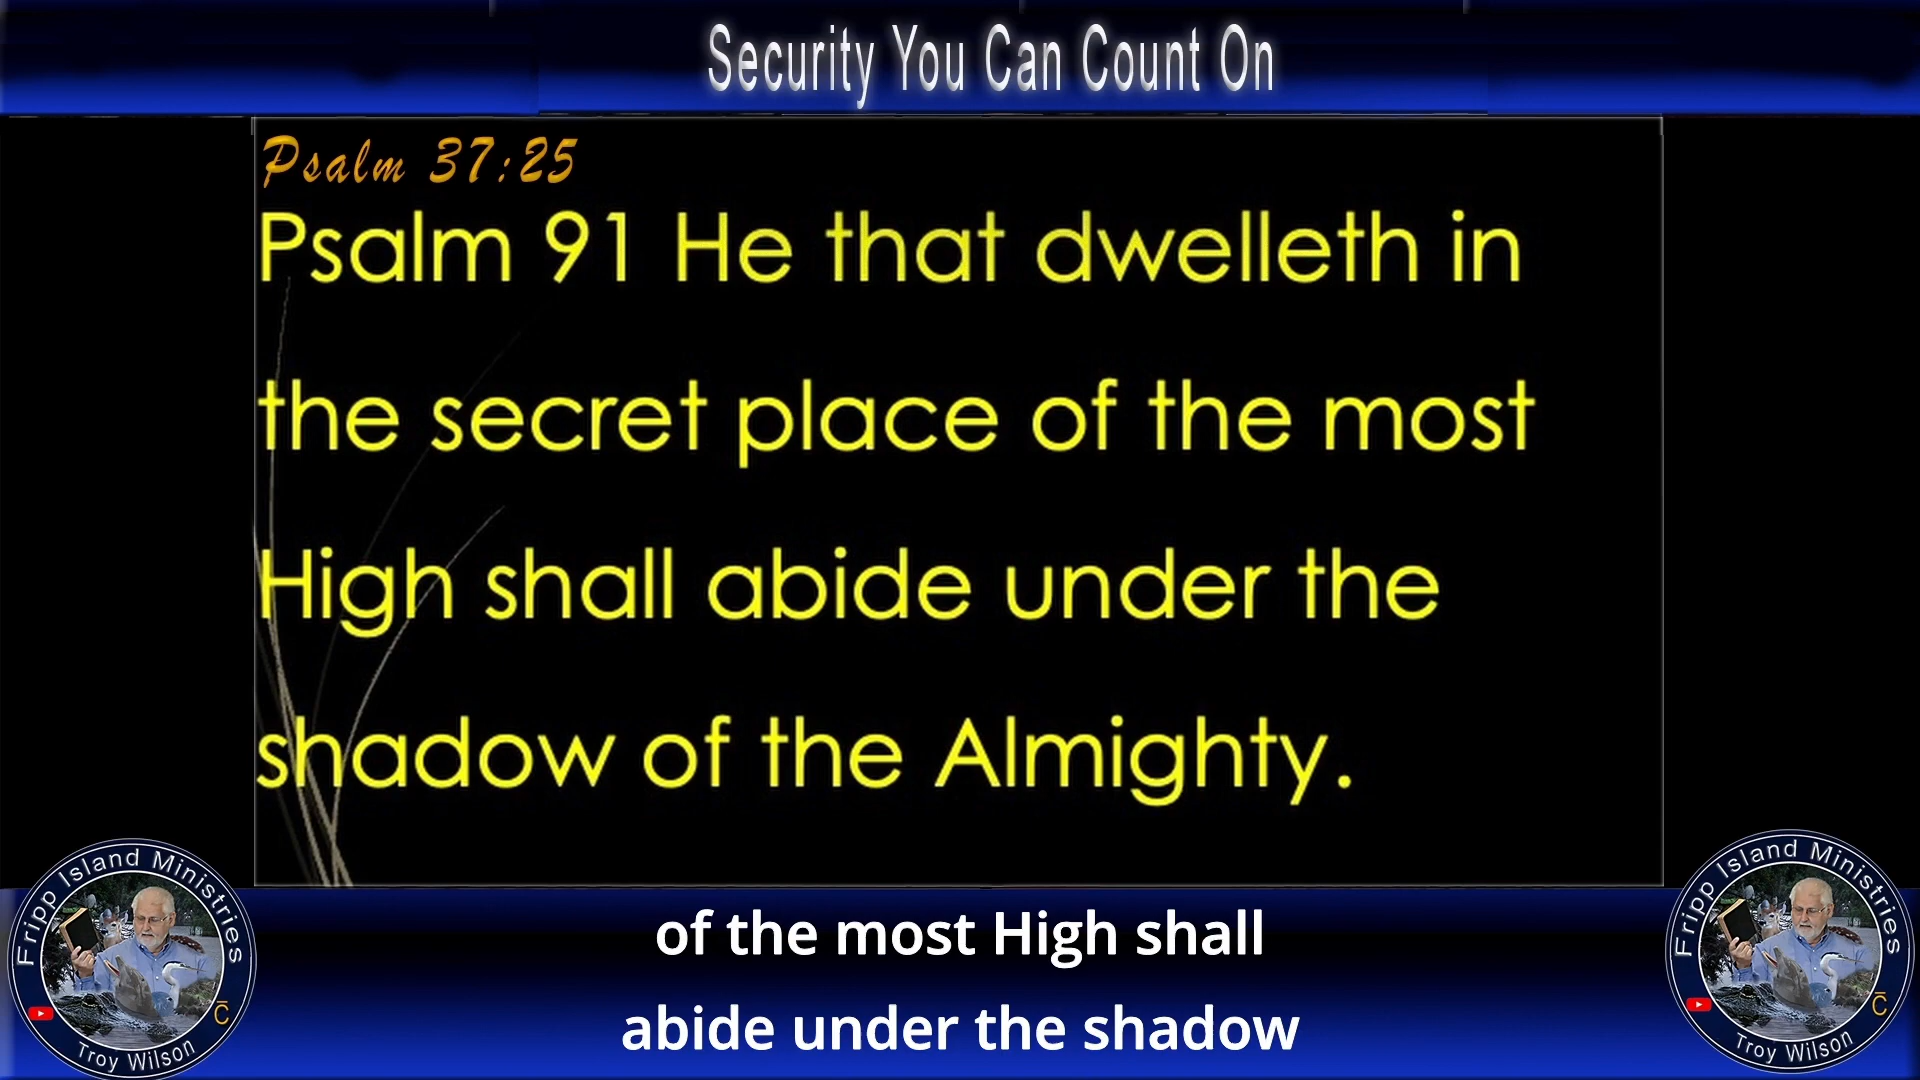 Security You Can Count On
Psalm 37:25
Psalm 91 He that dwelleth in
the secret place of the most
High shall abide under the
shadow of the Almighty.
of the most High shall
abide under the shadow
Fripp Island Ministries
C̅
Troy Wilson
Fripp Island Ministries
C̅
Troy Wilson